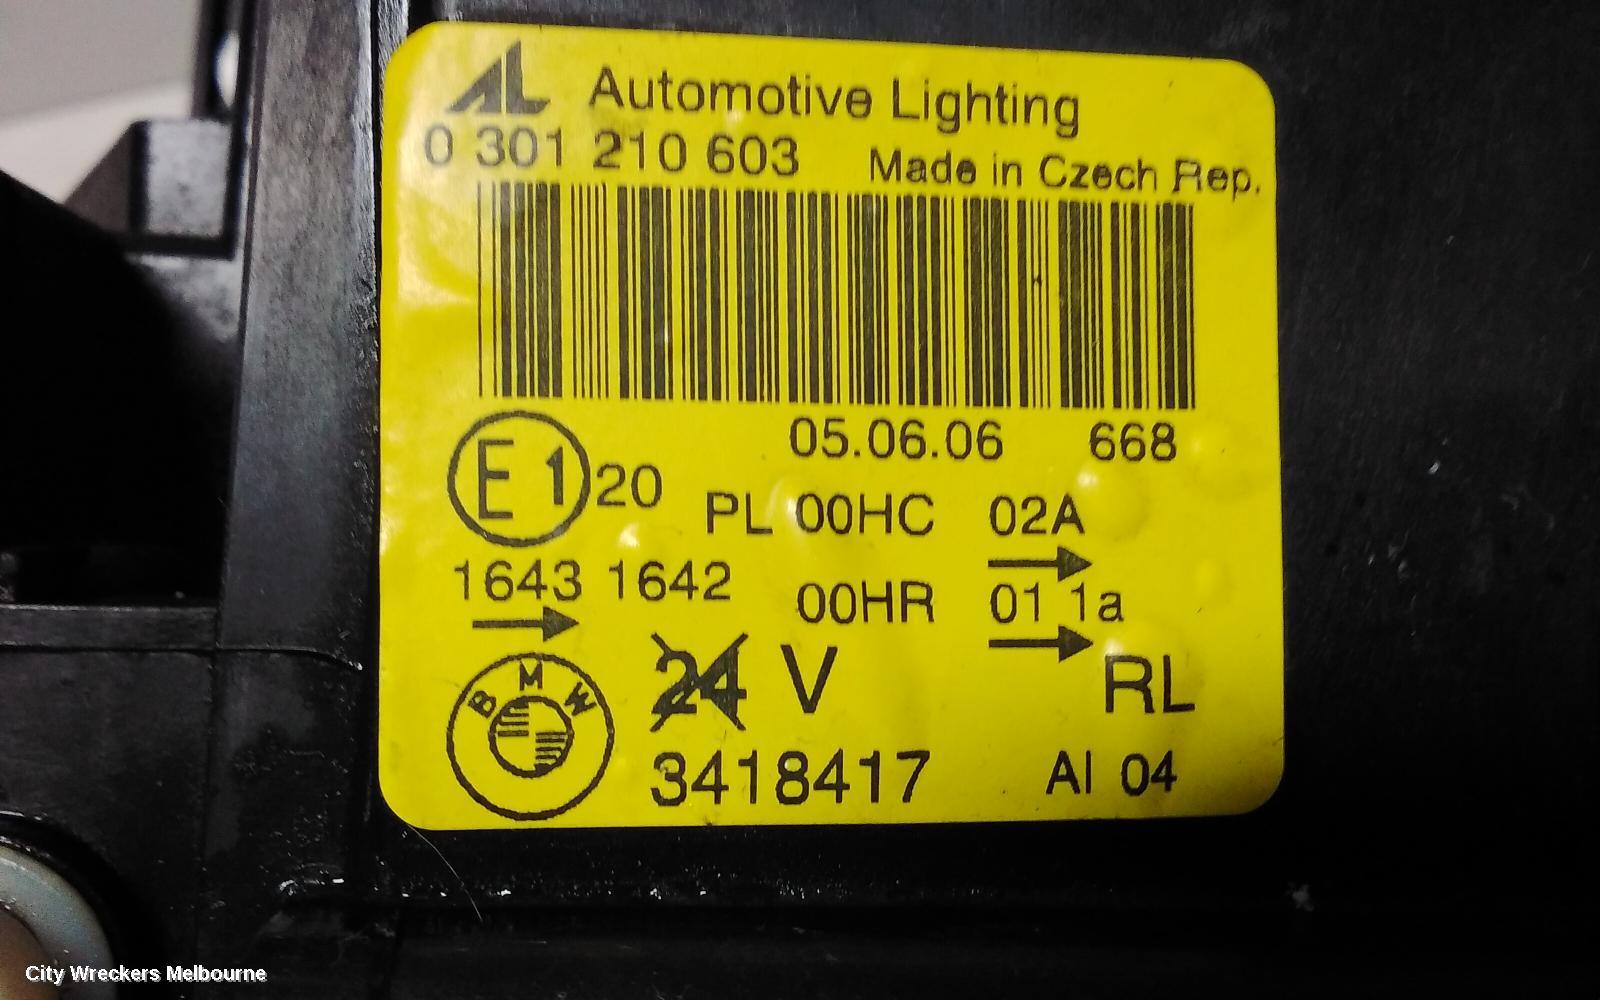 AL Automotive Lighting
0 301 210 603 Made in Czech Rep.
05.06.06 668
E1 20 PL 00HC 02A
1643 1642 00HR 01 1a
BMW 24 V RL
3418417 AI 04
City Wreckers Melbourne